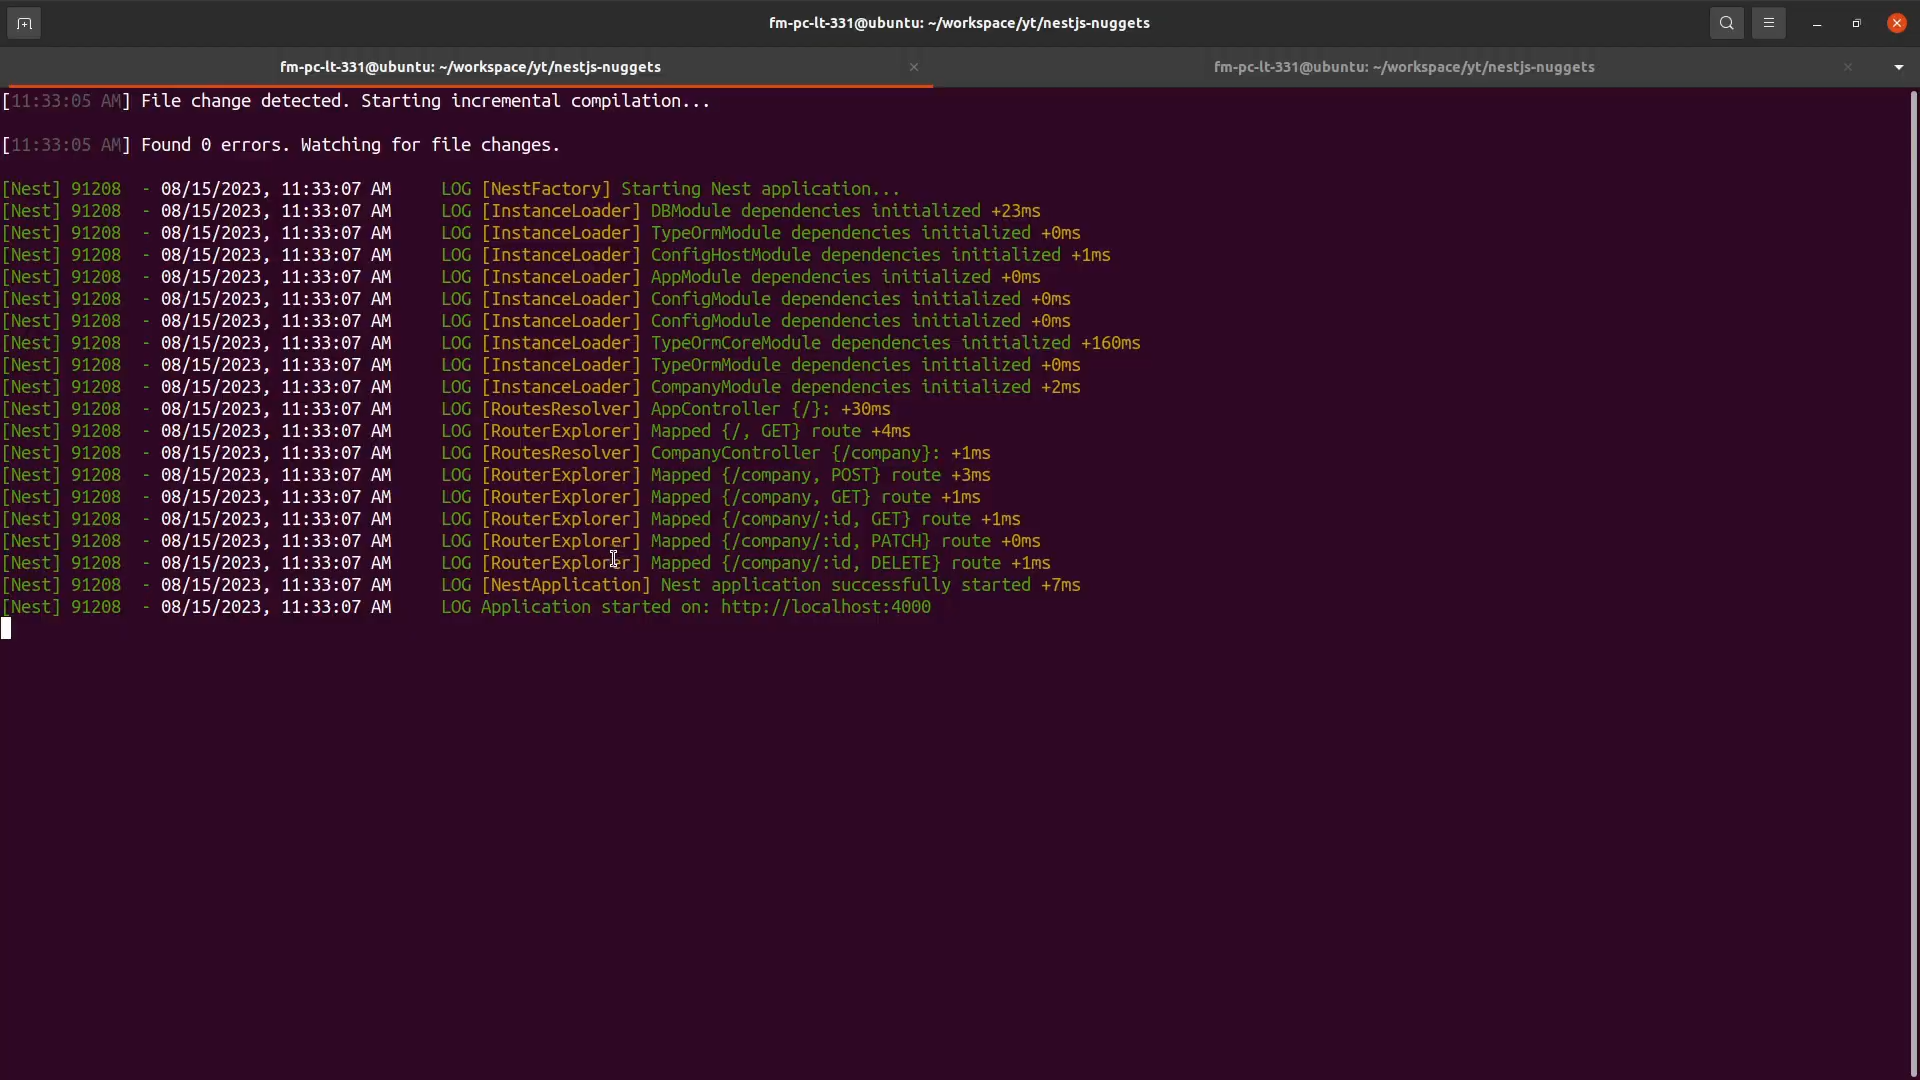 fm-pc-lt-331@ubuntu: ~/workspace/yt/nestjs-nuggets
fm-pc-lt-331@ubuntu: ~/workspace/yt/nestjs-nuggets
fm-pc-lt-331@ubuntu: ~/workspace/yt/nestjs-nuggets
[11:33:05 AM] File change detected. Starting incremental compilation...
[11:33:05 AM] Found 0 errors. Watching for file changes.
[Nest] 91208  - 08/15/2023, 11:33:07 AM     LOG [NestFactory] Starting Nest application...
[Nest] 91208  - 08/15/2023, 11:33:07 AM     LOG [InstanceLoader] DBModule dependencies initialized +23ms
[Nest] 91208  - 08/15/2023, 11:33:07 AM     LOG [InstanceLoader] TypeOrmModule dependencies initialized +0ms
[Nest] 91208  - 08/15/2023, 11:33:07 AM     LOG [InstanceLoader] ConfigHostModule dependencies initialized +1ms
[Nest] 91208  - 08/15/2023, 11:33:07 AM     LOG [InstanceLoader] AppModule dependencies initialized +0ms
[Nest] 91208  - 08/15/2023, 11:33:07 AM     LOG [InstanceLoader] ConfigModule dependencies initialized +0ms
[Nest] 91208  - 08/15/2023, 11:33:07 AM     LOG [InstanceLoader] ConfigModule dependencies initialized +0ms
[Nest] 91208  - 08/15/2023, 11:33:07 AM     LOG [InstanceLoader] TypeOrmCoreModule dependencies initialized +160ms
[Nest] 91208  - 08/15/2023, 11:33:07 AM     LOG [InstanceLoader] TypeOrmModule dependencies initialized +0ms
[Nest] 91208  - 08/15/2023, 11:33:07 AM     LOG [InstanceLoader] CompanyModule dependencies initialized +2ms
[Nest] 91208  - 08/15/2023, 11:33:07 AM     LOG [RoutesResolver] AppController {/}: +30ms
[Nest] 91208  - 08/15/2023, 11:33:07 AM     LOG [RouterExplorer] Mapped {/, GET} route +4ms
[Nest] 91208  - 08/15/2023, 11:33:07 AM     LOG [RoutesResolver] CompanyController {/company}: +1ms
[Nest] 91208  - 08/15/2023, 11:33:07 AM     LOG [RouterExplorer] Mapped {/company, POST} route +3ms
[Nest] 91208  - 08/15/2023, 11:33:07 AM     LOG [RouterExplorer] Mapped {/company, GET} route +1ms
[Nest] 91208  - 08/15/2023, 11:33:07 AM     LOG [RouterExplorer] Mapped {/company/:id, GET} route +1ms
[Nest] 91208  - 08/15/2023, 11:33:07 AM     LOG [RouterExplorer] Mapped {/company/:id, PATCH} route +0ms
[Nest] 91208  - 08/15/2023, 11:33:07 AM     LOG [RouterExplorer] Mapped {/company/:id, DELETE} route +1ms
[Nest] 91208  - 08/15/2023, 11:33:07 AM     LOG [NestApplication] Nest application successfully started +7ms
[Nest] 91208  - 08/15/2023, 11:33:07 AM     LOG Application started on: http://localhost:4000